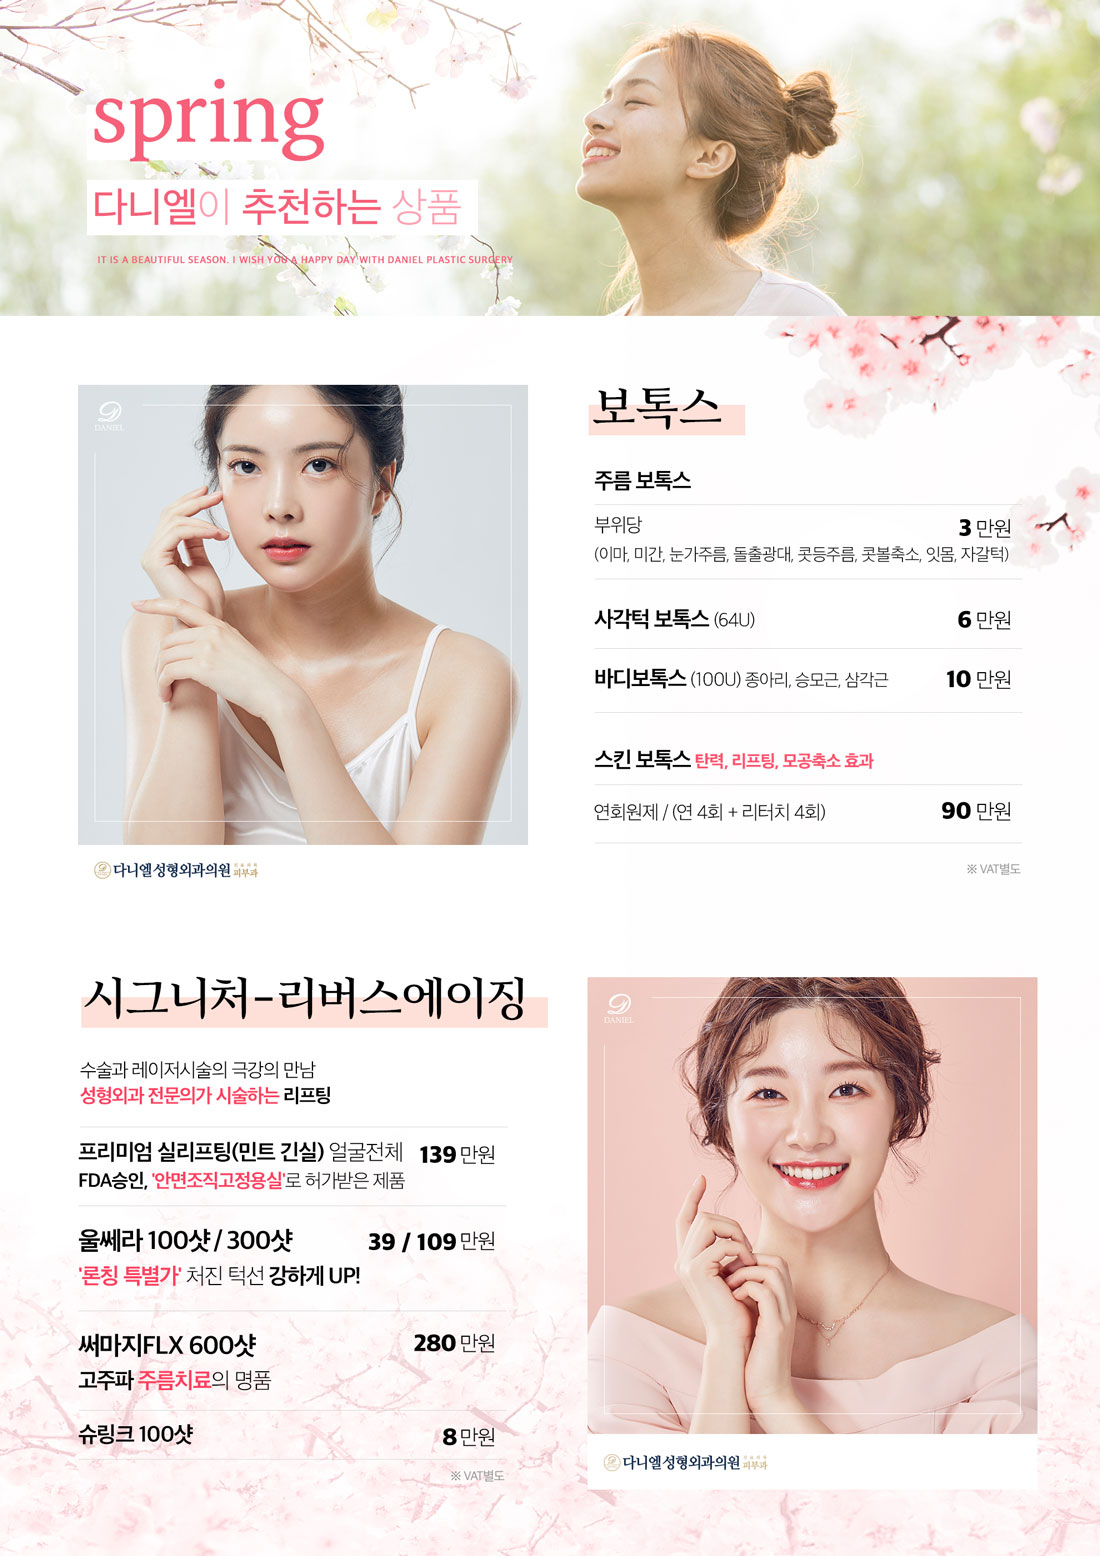 spring
다니엘이 추천하는 상품
IT IS A BEAUTIFUL SEASON. I WISH YOU A HAPPY DAY WITH DANIEL PLASTIC SURGERY
DANIEL
다니엘성형외과의원 진료과목 피부과
보톡스
주름 보톡스
부위당 3 만원
(이마, 미간, 눈가주름, 돌출광대, 콧등주름, 콧볼축소, 잇몸, 자갈턱)
사각턱 보톡스 (64U) 6 만원
바디보톡스 (100U) 종아리, 승모근, 삼각근 10 만원
스킨 보톡스 탄력, 리프팅, 모공축소 효과
연회원제 / (연 4회 + 리터치 4회) 90 만원
※ VAT별도
시그니처-리버스에이징
수술과 레이저시술의 극강의 만남
성형외과 전문의가 시술하는 리프팅
프리미엄 실리프팅(민트 긴실) 얼굴전체 139 만원
FDA승인, '안면조직고정용실'로 허가받은 제품
울쎄라 100샷 / 300샷 39 / 109 만원
'론칭 특별가' 처진 턱선 강하게 UP!
써마지FLX 600샷 280 만원
고주파 주름치료의 명품
슈링크 100샷 8 만원
※ VAT별도
DANIEL
다니엘성형외과의원 진료과목 피부과